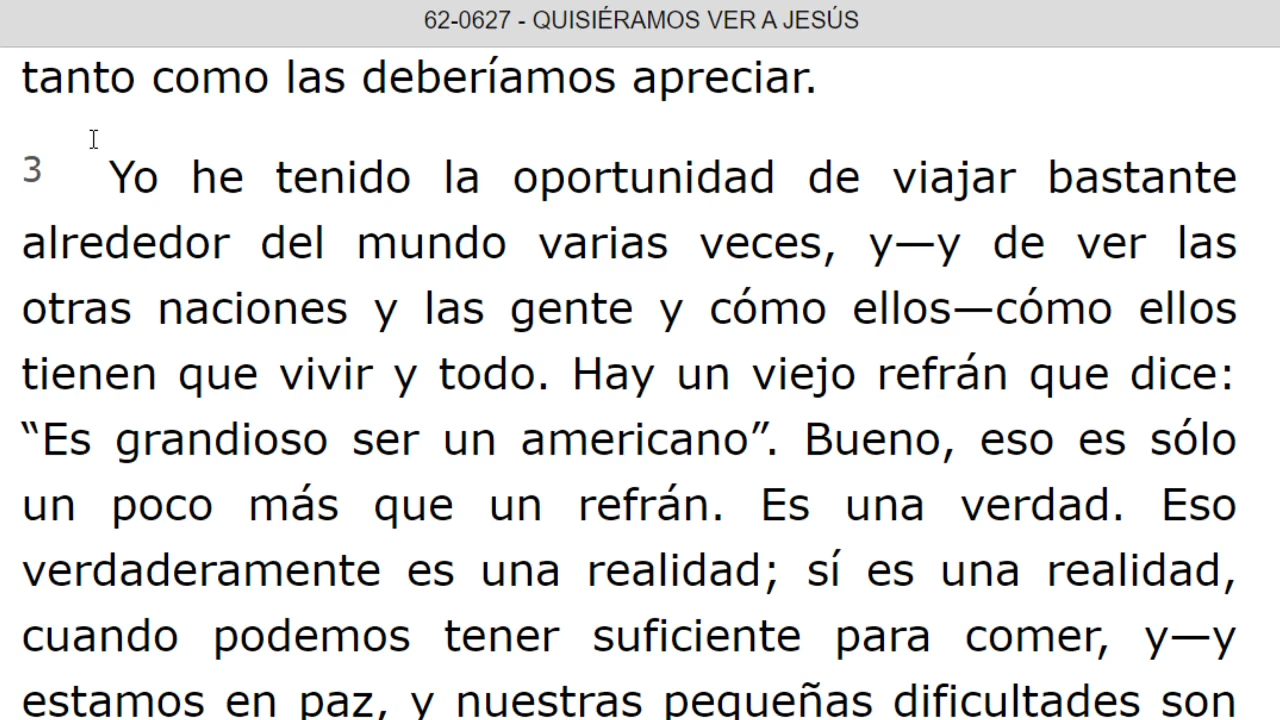 62-0627 - QUISIÉRAMOS VER A JESÚS
tanto como las deberíamos apreciar.
3 Yo he tenido la oportunidad de viajar bastante
alrededor del mundo varias veces, y—y de ver las
otras naciones y las gente y cómo ellos—cómo ellos
tienen que vivir y todo. Hay un viejo refrán que dice:
“Es grandioso ser un americano”. Bueno, eso es sólo
un poco más que un refrán. Es una verdad. Eso
verdaderamente es una realidad; sí es una realidad,
cuando podemos tener suficiente para comer, y—y
estamos en paz, y nuestras pequeñas dificultades son